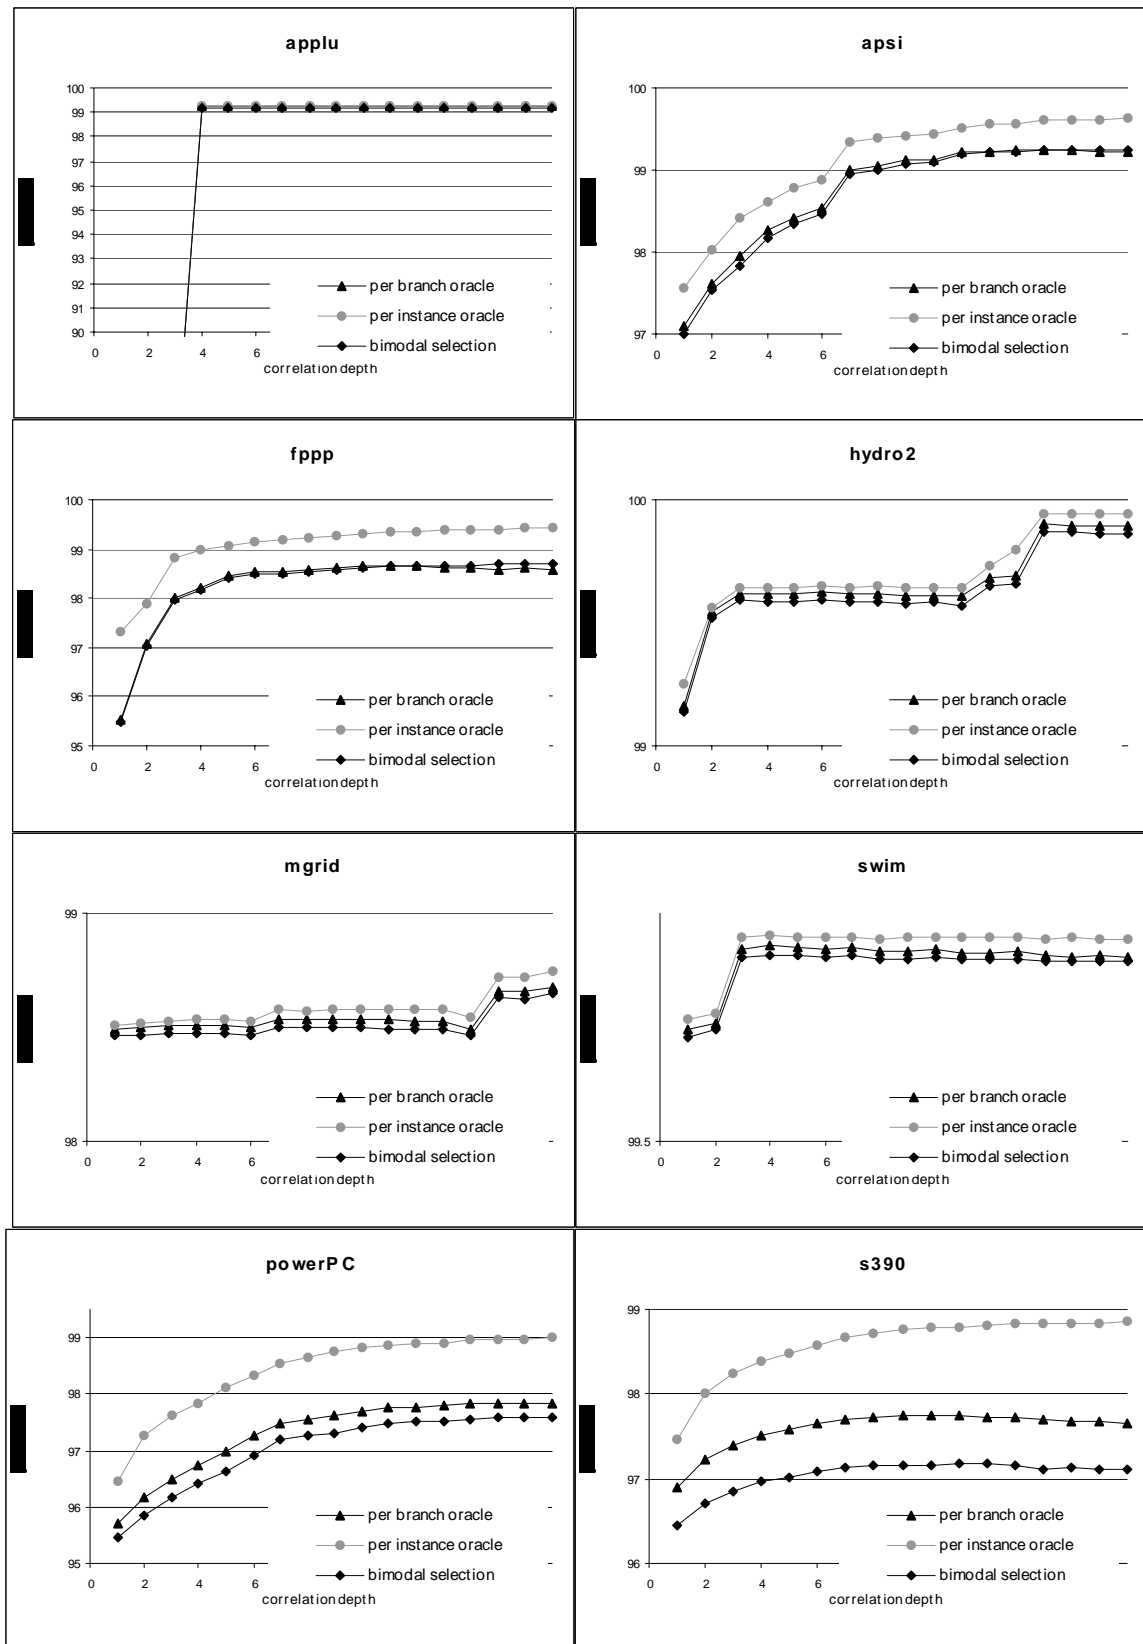 applu
100
99
98
97
96
95
94
93
92
91
90
0 2 4 6
correlation depth
per branch oracle
per instance oracle
bimodal selection
apsi
100
99
98
97
0 2 4 6
correlation depth
per branch oracle
per instance oracle
bimodal selection
fppp
100
99
98
97
96
95
0 2 4 6
correlation depth
per branch oracle
per instance oracle
bimodal selection
hydro2
100
99
0 2 4 6
correlation depth
per branch oracle
per instance oracle
bimodal selection
mgrid
99
98
0 2 4 6
correlation depth
per branch oracle
per instance oracle
bimodal selection
swim
99.5
0 2 4 6
correlation depth
per branch oracle
per instance oracle
bimodal selection
powerPC
99
98
97
96
95
0 2 4 6
correlation depth
per branch oracle
per instance oracle
bimodal selection
s390
99
98
97
96
0 2 4 6
correlation depth
per branch oracle
per instance oracle
bimodal selection